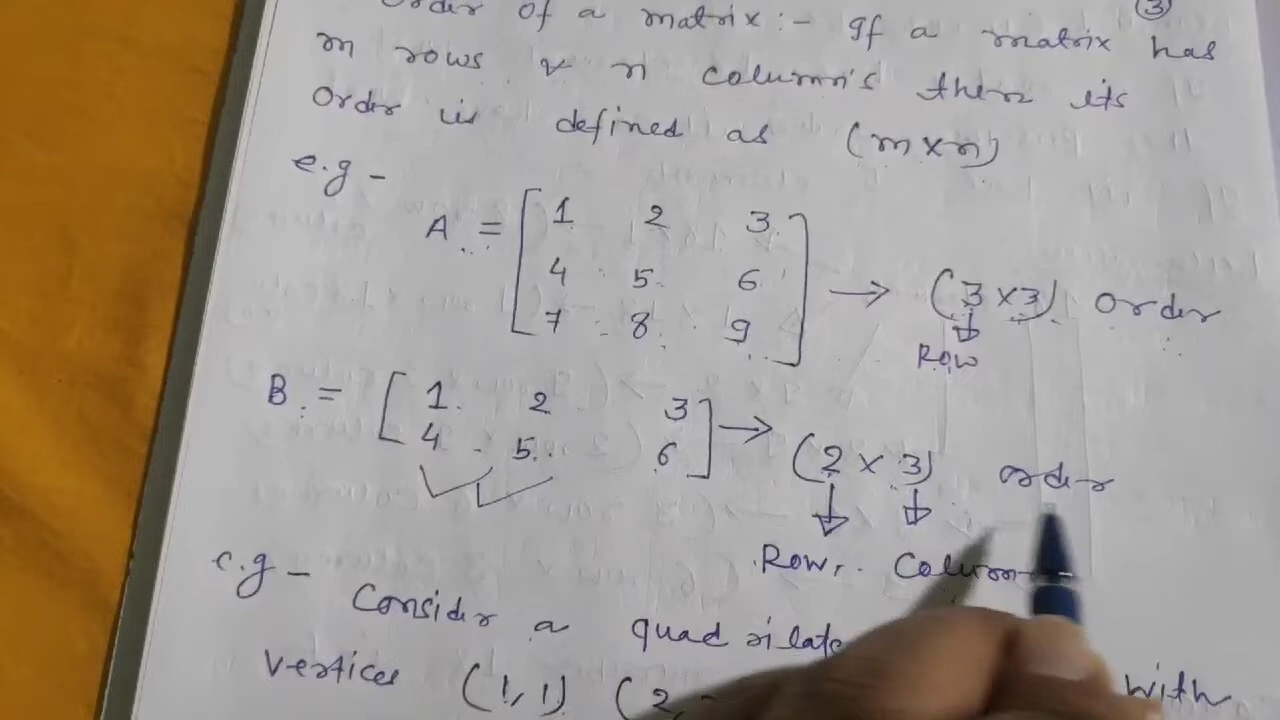 ③
Order of a matrix:- If a matrix has
m rows & n column's then its
order is defined as (m×n)
e.g -
A = [1 2 3
4 5 6
7 8 9] → (3×3) order
Row
B = [1 2 3
4 5 6] → (2 × 3) order
Row, Column
e.g - Consider a quadrilate with
vertices (1,1) (2,